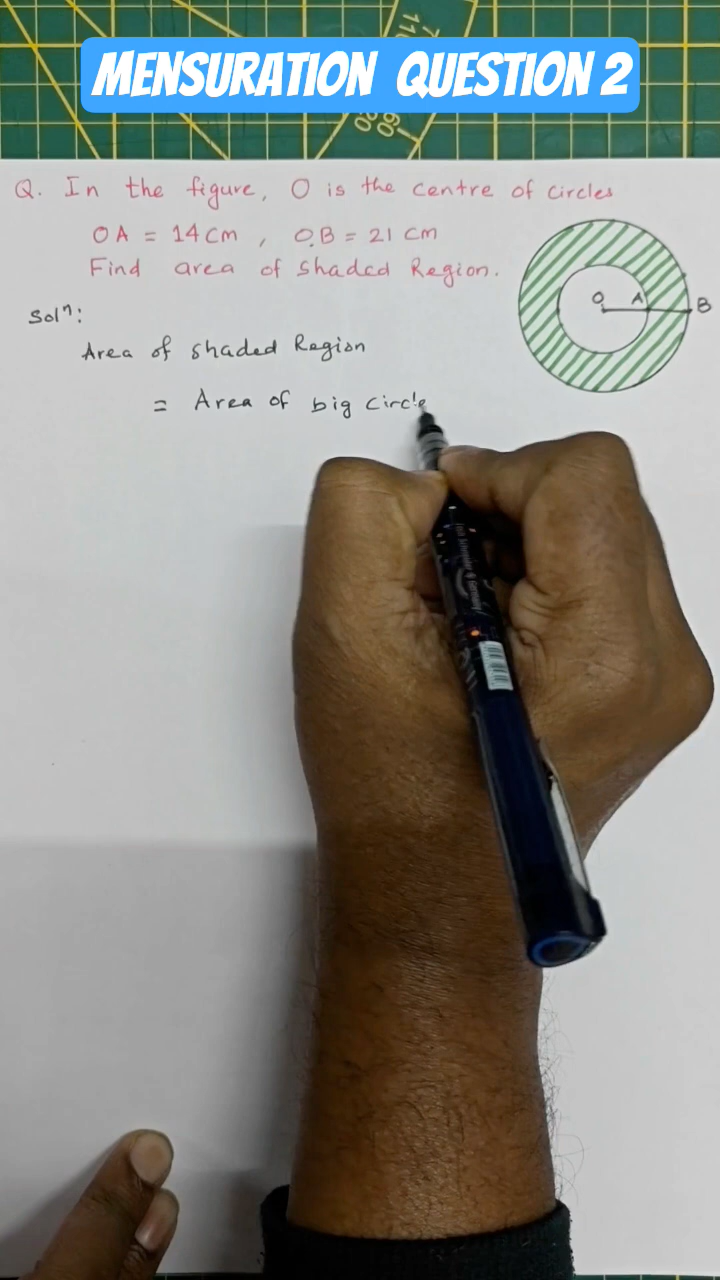 MENSURATION QUESTION 2
Q. In the figure, O is the centre of circles
OA = 14 cm , OB = 21 cm
Find area of shaded Region.
O A B
Solⁿ:
Area of shaded Region
= Area of big circle